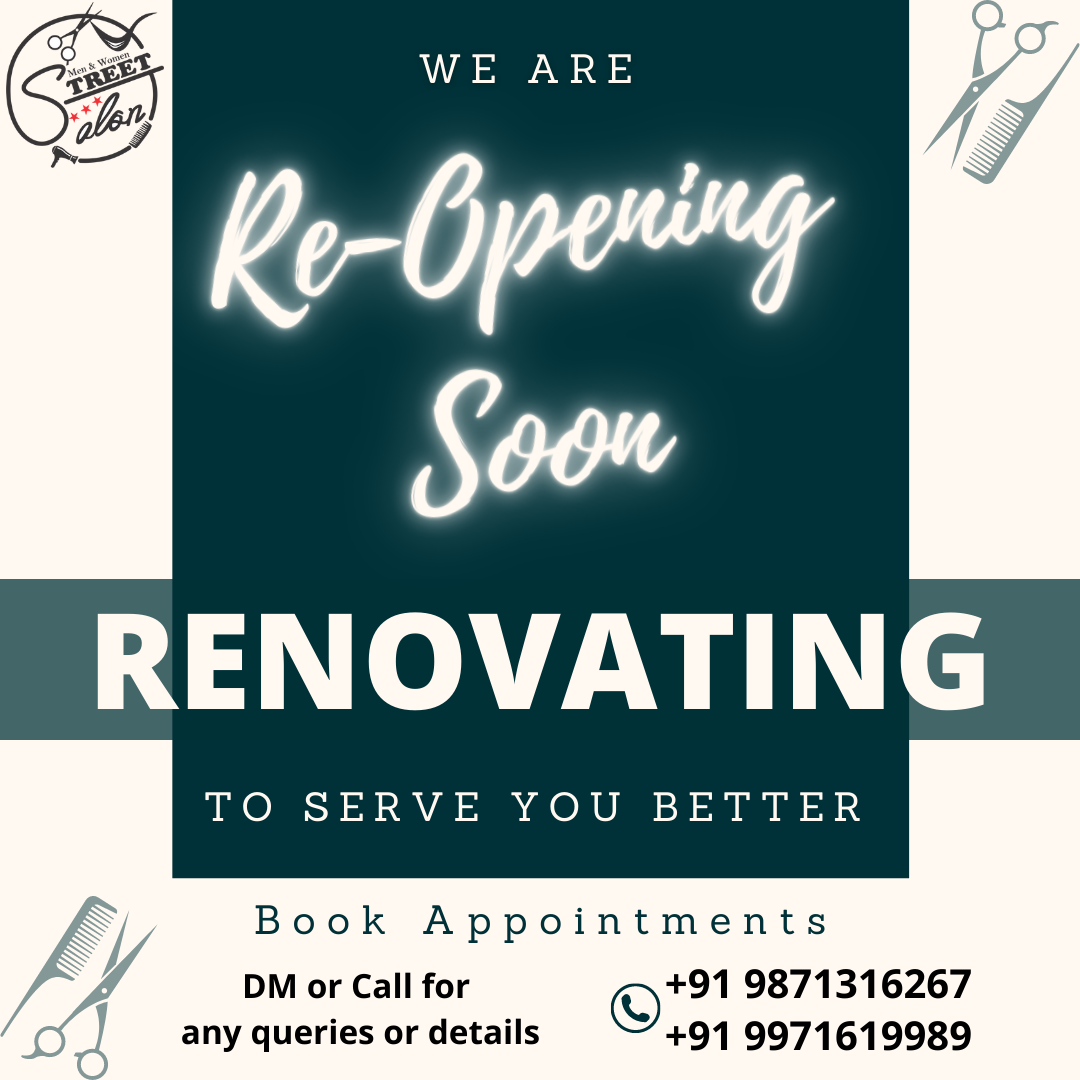 Men & Women
STREET
Salon
WE ARE
Re-Opening
Soon
RENOVATING
TO SERVE YOU BETTER
Book Appointments
DM or Call for
any queries or details
+91 9871316267
+91 9971619989